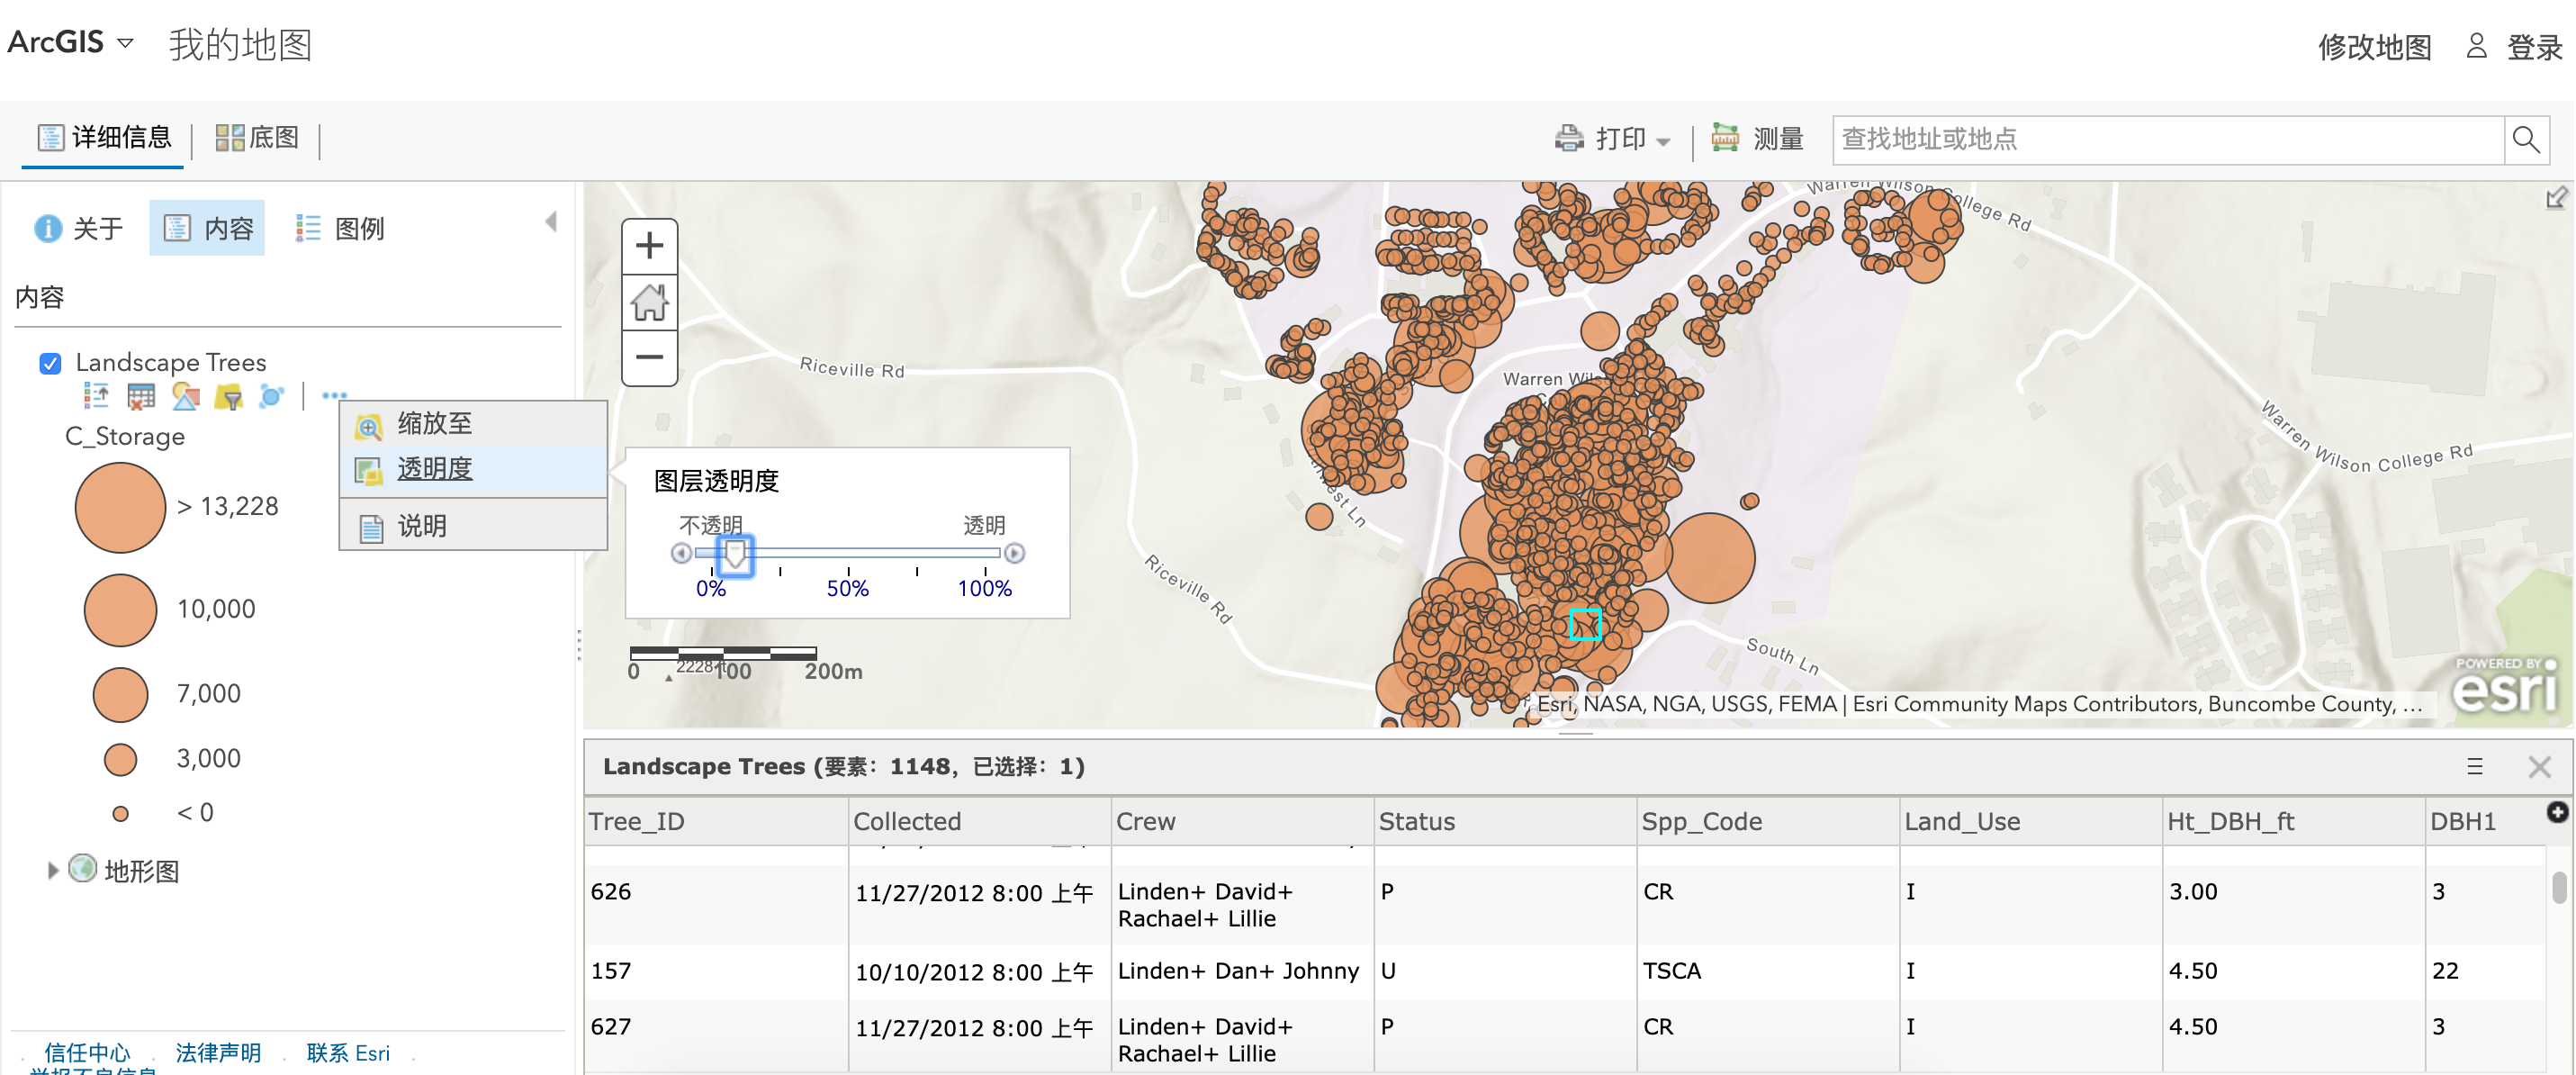 ArcGIS 我的地图 修改地图 登录
详细信息 底图 打印 测量 查找地址或地点
关于 内容 图例
内容
Landscape Trees
C_Storage
> 13,228
10,000
7,000
3,000
< 0
地形图
信任中心 法律声明 联系 Esri
缩放至
透明度
说明
图层透明度
不透明 透明
0% 50% 100%
Warren Wilson College Rd
Riceville Rd
Warren Wilson College Rd
Riceville Rd
South Ln
0 100 200m
2228 ft
Esri, NASA, NGA, USGS, FEMA | Esri Community Maps Contributors, Buncombe County, ...
POWERED BY
esri
Landscape Trees (要素：1148，已选择：1)
Tree_ID Collected Crew Status Spp_Code Land_Use Ht_DBH_ft DBH1
626 11/27/2012 8:00 上午 Linden+ David+ P CR I 3.00 3
Rachael+ Lillie
157 10/10/2012 8:00 上午 Linden+ Dan+ Johnny U TSCA I 4.50 22
627 11/27/2012 8:00 上午 Linden+ David+ P CR I 4.50 3
Rachael+ Lillie